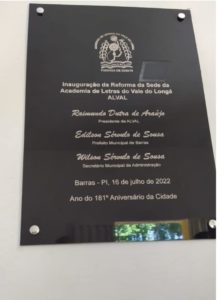 Inauguração da Reforma da Sede da
Academia de Letras do Vale do Longá
ALVAL
Raimundo Dutra de Araújo
Presidente da ALVAL
Edilson Sérvulo de Sousa
Prefeito Municipal de Barras
Wilson Sérvulo de Sousa
Secretário Municipal da Administração
Barras - PI, 16 de julho de 2022
Ano do 181º Aniversário da Cidade